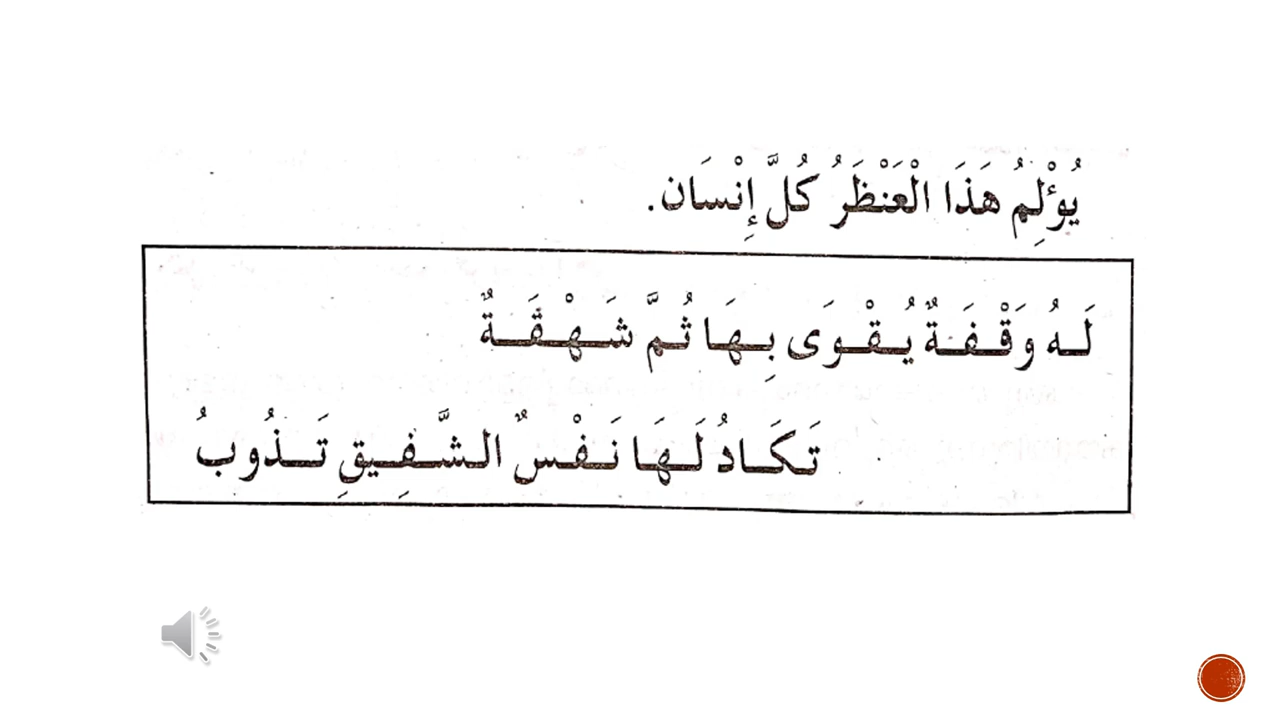 يُوْلِمُ هَذَا الْعَنْظَرُ كُلَّ إِنْسَان.
لَهُ وَقْفَةٌ يُقْوَى بِهَا ثُمَّ شَهْقَةٌ
تَكَادُ لَهَا نَفْسٌ الشَّفِيقِ تَذُوبُ